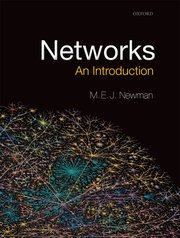 OXFORD
Networks
An Introduction
M. E. J. Newman